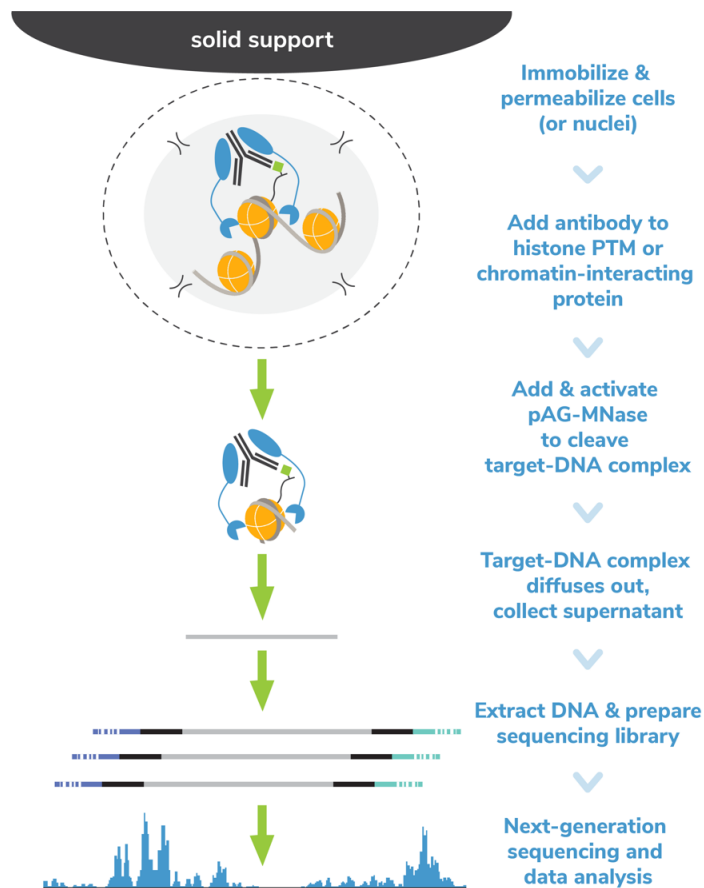 solid support
Immobilize &
permeabilize cells
(or nuclei)
Add antibody to
histone PTM or
chromatin-interacting
protein
Add & activate
pAG-MNase
to cleave
target-DNA complex
Target-DNA complex
diffuses out,
collect supernatant
Extract DNA & prepare
sequencing library
Next-generation
sequencing and
data analysis